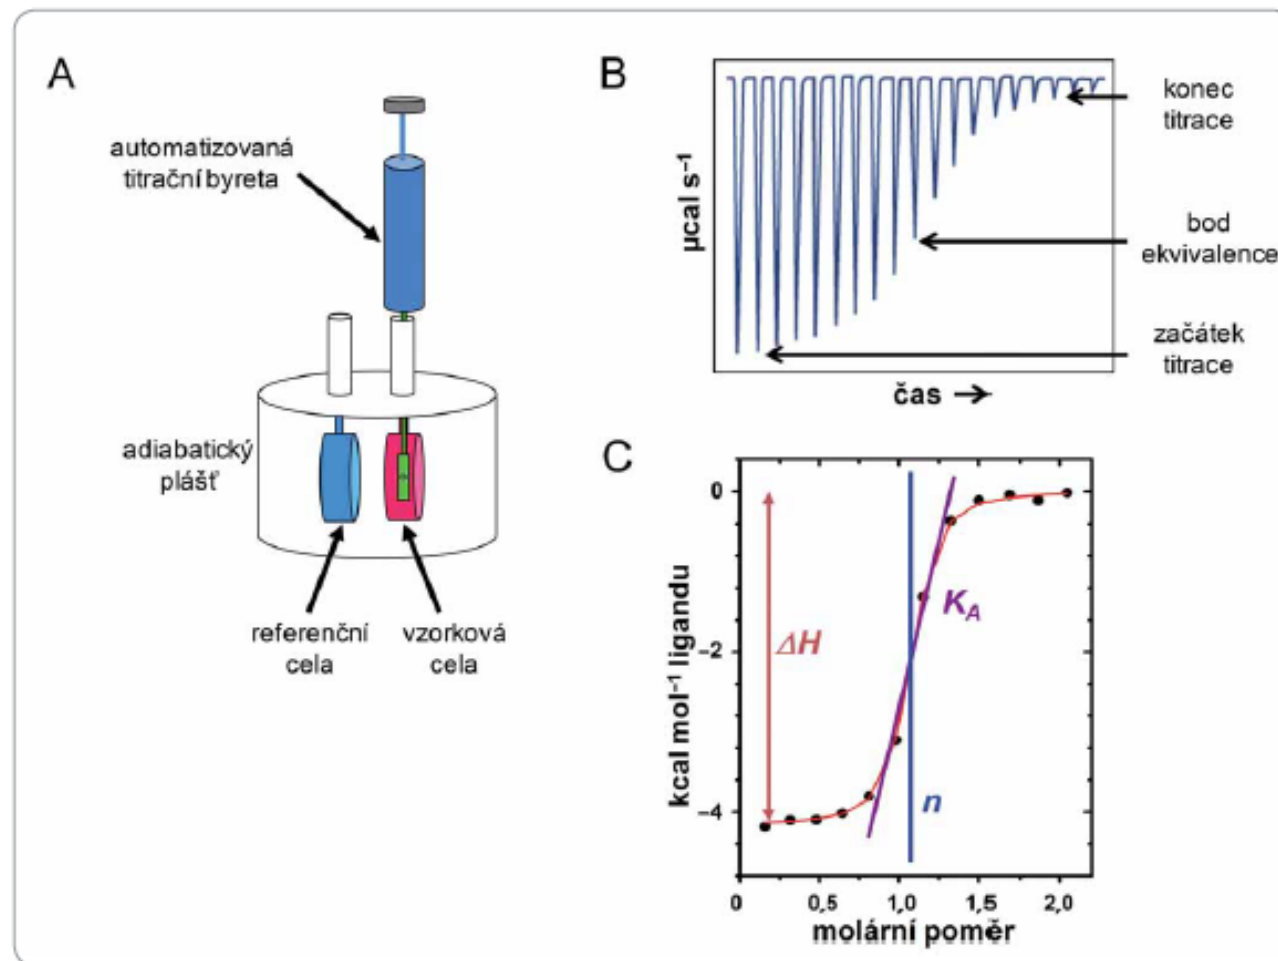 A
automatizovaná
titrační byreta
adiabatický
plášť
referenční
cela
vzorková
cela
B
µcal s⁻¹
čas →
konec
titrace
bod
ekvivalence
začátek
titrace
C
kcal mol⁻¹ ligandu
0
−2
−4
ΔH
K_A
n
0
0,5
1,0
1,5
2,0
molární poměr